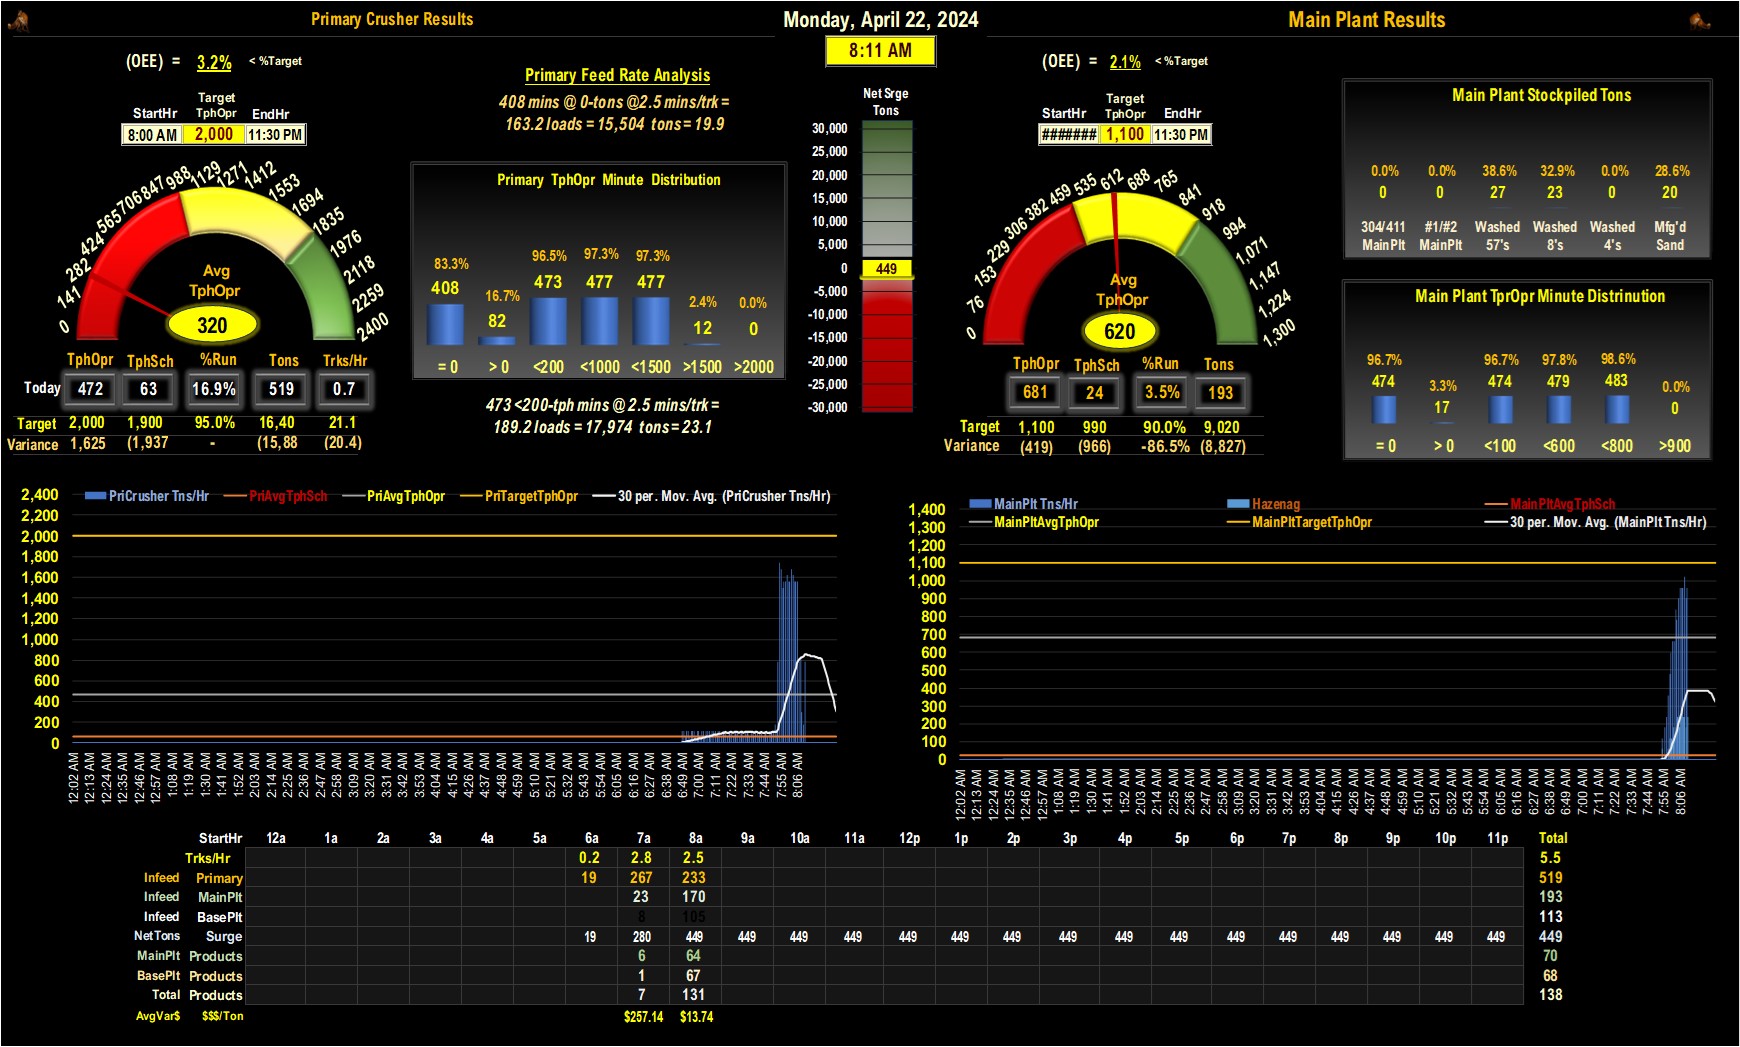 Primary Crusher Results
Monday, April 22, 2024
Main Plant Results
8:11 AM
(OEE) = 3.2% < %Target
Target
StartHr TphOpr EndHr
8:00 AM 2,000 11:30 PM
0 141 282 424 565 706 847 988 1129 1271 1412 1553 1694 1835 1976 2118 2259 2400
Avg
TphOpr
320
TphOpr TphSch %Run Tons Trks/Hr
Today 472 63 16.9% 519 0.7
Target 2,000 1,900 95.0% 16,40 21.1
Variance 1,625 (1,937 - (15,88 (20.4)
Primary Feed Rate Analysis
408 mins @ 0-tons @2.5 mins/trk =
163.2 loads = 15,504 tons = 19.9
Primary TphOpr Minute Distribution
83.3% 16.7% 96.5% 97.3% 97.3% 2.4% 0.0%
408 82 473 477 477 12 0
= 0 > 0 <200 <1000 <1500 >1500 >2000
473 <200-tph mins @ 2.5 mins/trk =
189.2 loads = 17,974 tons = 23.1
Net Srge
Tons
30,000
25,000
20,000
15,000
10,000
5,000
0
449
-5,000
-10,000
-15,000
-20,000
-25,000
-30,000
(OEE) = 2.1% < %Target
Target
StartHr TphOpr EndHr
####### 1,100 11:30 PM
0 76 153 229 306 382 459 535 612 688 765 841 918 994 1,071 1,147 1,224 1,300
Avg
TphOpr
620
TphOpr TphSch %Run Tons
681 24 3.5% 193
Target 1,100 990 90.0% 9,020
Variance (419) (966) -86.5% (8,827)
Main Plant Stockpiled Tons
0.0% 0.0% 38.6% 32.9% 0.0% 28.6%
0 0 27 23 0 20
304/411 #1/#2 Washed Washed Washed Mfg'd
MainPlt MainPlt 57's 8's 4's Sand
Main Plant TprOpr Minute Distrinution
96.7% 3.3% 96.7% 97.8% 98.6% 0.0%
474 17 474 479 483 0
= 0 > 0 <100 <600 <800 >900
PriCrusher Tns/Hr PriAvgTphSch PriAvgTphOpr PriTargetTphOpr 30 per. Mov. Avg. (PriCrusher Tns/Hr)
2,400
2,200
2,000
1,800
1,600
1,400
1,200
1,000
800
600
400
200
0
12:02 AM 12:13 AM 12:24 AM 12:35 AM 12:46 AM 12:57 AM 1:08 AM 1:19 AM 1:30 AM 1:41 AM 1:52 AM 2:03 AM 2:14 AM 2:25 AM 2:36 AM 2:47 AM 2:58 AM 3:09 AM 3:20 AM 3:31 AM 3:42 AM 3:53 AM 4:04 AM 4:15 AM 4:26 AM 4:37 AM 4:48 AM 4:59 AM 5:10 AM 5:21 AM 5:32 AM 5:43 AM 5:54 AM 6:05 AM 6:16 AM 6:27 AM 6:38 AM 6:49 AM 7:00 AM 7:11 AM 7:22 AM 7:33 AM 7:44 AM 7:55 AM 8:06 AM
MainPlt Tns/Hr Hazenag MainPltAvgTphSch
MainPltAvgTphOpr MainPltTargetTphOpr 30 per. Mov. Avg. (MainPlt Tns/Hr)
1,400
1,300
1,200
1,100
1,000
900
800
700
600
500
400
300
200
100
0
12:02 AM 12:13 AM 12:24 AM 12:35 AM 12:46 AM 12:57 AM 1:08 AM 1:19 AM 1:30 AM 1:41 AM 1:52 AM 2:03 AM 2:14 AM 2:25 AM 2:36 AM 2:47 AM 2:58 AM 3:09 AM 3:20 AM 3:31 AM 3:42 AM 3:53 AM 4:04 AM 4:15 AM 4:26 AM 4:37 AM 4:48 AM 4:59 AM 5:10 AM 5:21 AM 5:32 AM 5:43 AM 5:54 AM 6:05 AM 6:16 AM 6:27 AM 6:38 AM 6:49 AM 7:00 AM 7:11 AM 7:22 AM 7:33 AM 7:44 AM 7:55 AM 8:06 AM
StartHr 12a 1a 2a 3a 4a 5a 6a 7a 8a 9a 10a 11a 12p 1p 2p 3p 4p 5p 6p 7p 8p 9p 10p 11p Total
Trks/Hr 0.2 2.8 2.5 5.5
Infeed Primary 19 267 233 519
Infeed MainPlt 23 170 193
Infeed BasePlt 8 105 113
NetTons Surge 19 280 449 449 449 449 449 449 449 449 449 449 449 449 449 449 449 449 449
MainPlt Products 6 64 70
BasePlt Products 1 67 68
Total Products 7 131 138
AvgVar$ $$$/Ton $257.14 $13.74